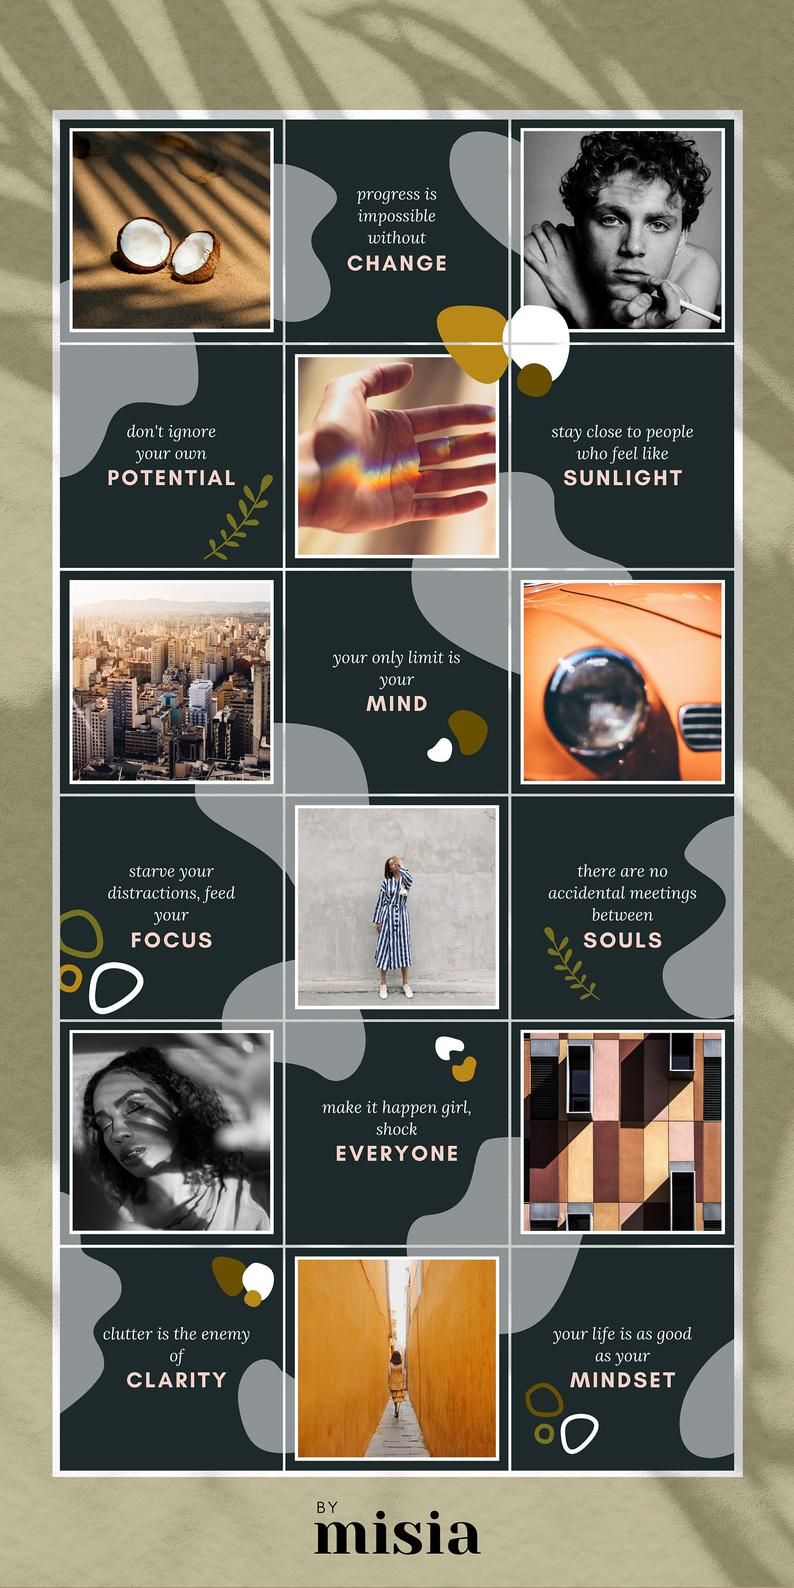 progress is
impossible
without
CHANGE
don't ignore
your own
POTENTIAL
stay close to people
who feel like
SUNLIGHT
your only limit is
your
MIND
starve your
distractions, feed
your
FOCUS
there are no
accidental meetings
between
SOULS
make it happen girl,
shock
EVERYONE
clutter is the enemy
of
CLARITY
your life is as good
as your
MINDSET
BY
misia